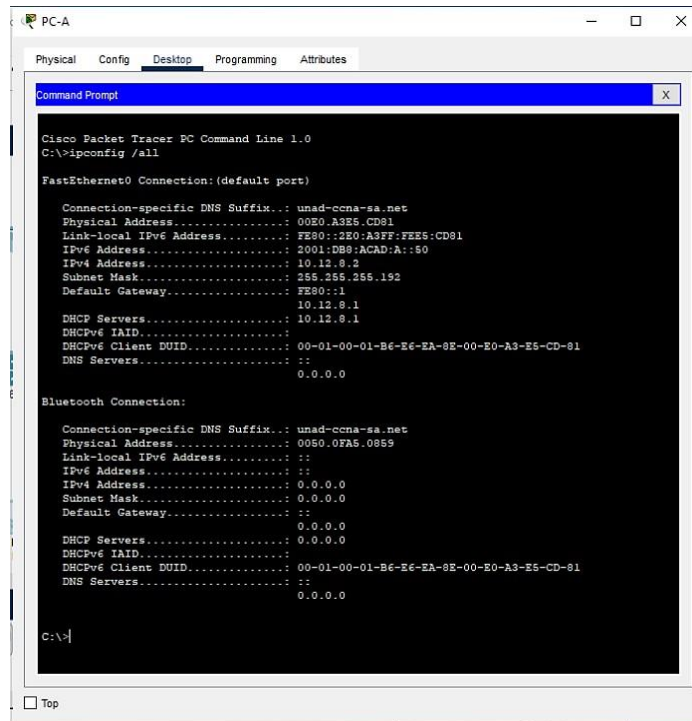 PC-A
Physical Config Desktop Programming Attributes
Command Prompt
X
Cisco Packet Tracer PC Command Line 1.0
C:\>ipconfig /all
FastEthernet0 Connection:(default port)
Connection-specific DNS Suffix..: unad-ccna-sa.net
Physical Address................: 00E0.A3E5.CD81
Link-local IPv6 Address.........: FE80::2E0:A3FF:FEE5:CD81
IPv6 Address....................: 2001:DB8:ACAD:A::50
IPv4 Address....................: 10.12.8.2
Subnet Mask.....................: 255.255.255.192
Default Gateway.................: FE80::1
10.12.8.1
DHCP Servers....................: 10.12.8.1
DHCPv6 IAID.....................:
DHCPv6 Client DUID..............: 00-01-00-01-B6-E6-EA-8E-00-E0-A3-E5-CD-81
DNS Servers.....................: ::
0.0.0.0
Bluetooth Connection:
Connection-specific DNS Suffix..: unad-ccna-sa.net
Physical Address................: 0050.0FA5.0859
Link-local IPv6 Address.........: ::
IPv6 Address....................: ::
IPv4 Address....................: 0.0.0.0
Subnet Mask.....................: 0.0.0.0
Default Gateway.................: ::
0.0.0.0
DHCP Servers....................: 0.0.0.0
DHCPv6 IAID.....................:
DHCPv6 Client DUID..............: 00-01-00-01-B6-E6-EA-8E-00-E0-A3-E5-CD-81
DNS Servers.....................: ::
0.0.0.0
C:\>
Top